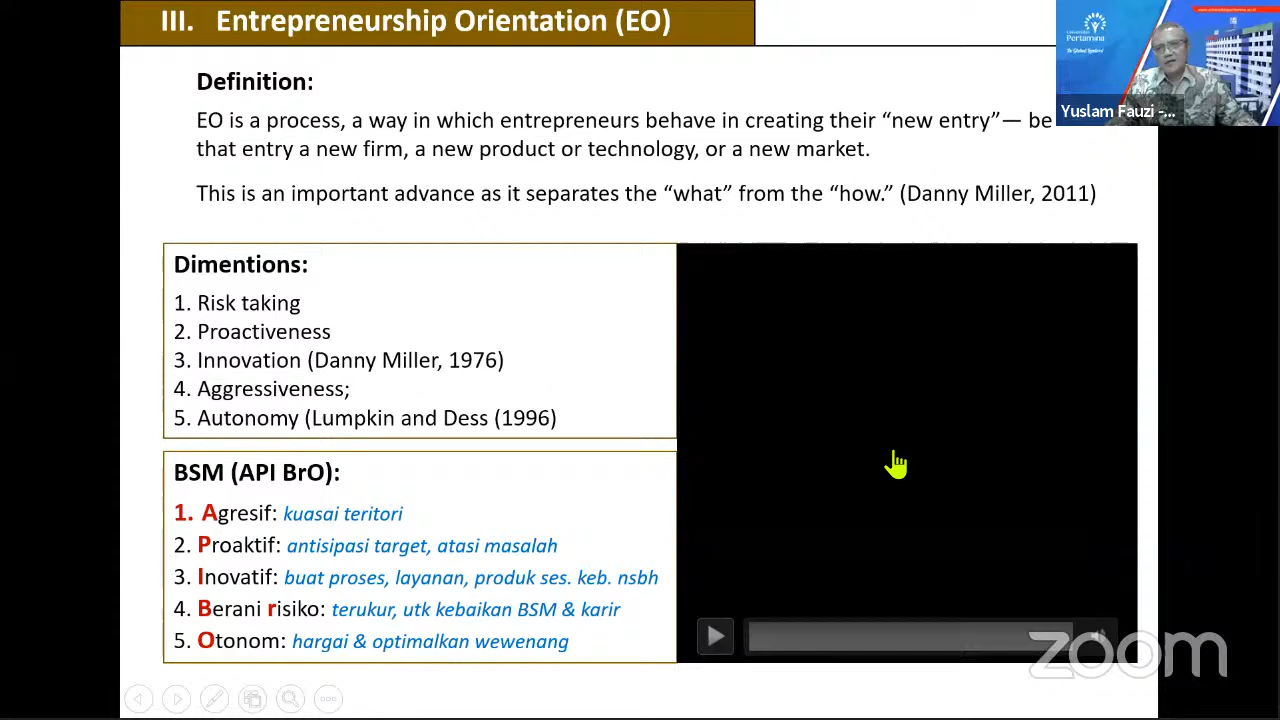 III. Entrepreneurship Orientation (EO)
Universitas
Pertamina
Yuslam Fauzi -...
Definition:
EO is a process, a way in which entrepreneurs behave in creating their “new entry”— be
that entry a new firm, a new product or technology, or a new market.
This is an important advance as it separates the “what” from the “how.” (Danny Miller, 2011)
Dimentions:
1. Risk taking
2. Proactiveness
3. Innovation (Danny Miller, 1976)
4. Aggressiveness;
5. Autonomy (Lumpkin and Dess (1996)
BSM (API BrO):
1. Agresif: kuasai teritori
2. Proaktif: antisipasi target, atasi masalah
3. Inovatif: buat proses, layanan, produk ses. keb. nsbh
4. Berani risiko: terukur, utk kebaikan BSM & karir
5. Otonom: hargai & optimalkan wewenang
zoom